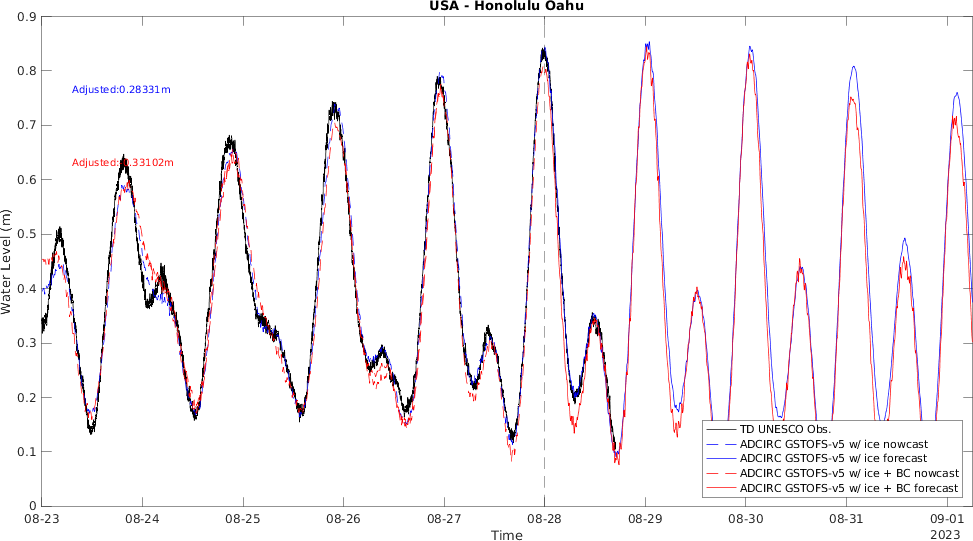 USA - Honolulu Oahu
0.9
0.8
0.7
0.6
0.5
0.4
0.3
0.2
0.1
0
Water Level (m)
Adjusted:0.28331m
Adjusted: 0.33102m
TD UNESCO Obs.
ADCIRC GSTOFS-v5 w/ ice nowcast
ADCIRC GSTOFS-v5 w/ ice forecast
ADCIRC GSTOFS-v5 w/ ice + BC nowcast
ADCIRC GSTOFS-v5 w/ ice + BC forecast
08-23 08-24 08-25 08-26 08-27 08-28 08-29 08-30 08-31 09-01
2023
Time